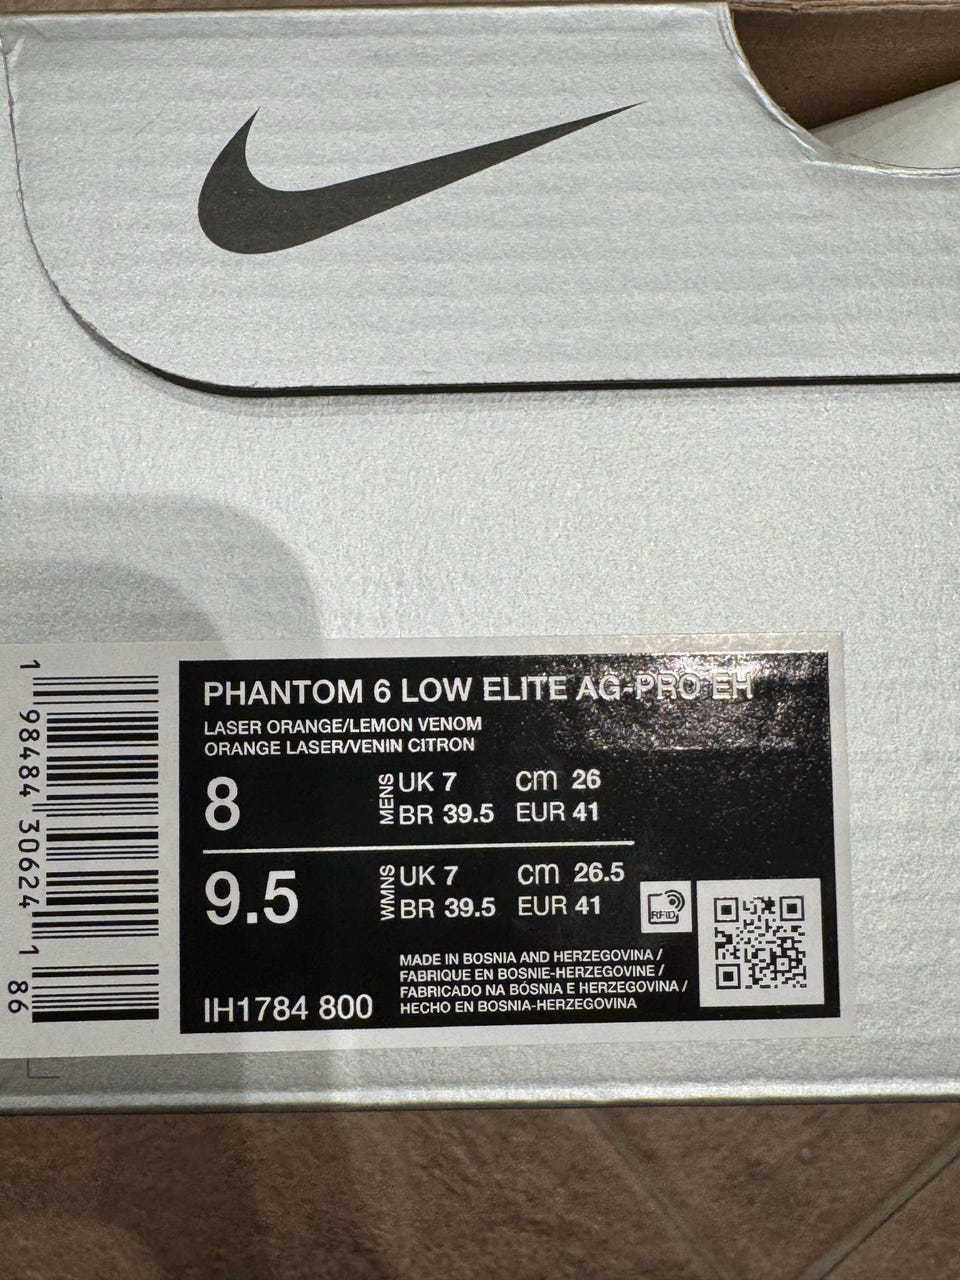 PHANTOM 6 LOW ELITE AG-PRO EH
LASER ORANGE/LEMON VENOM
ORANGE LASER/VENIN CITRON
8
MENS
UK 7 cm 26
BR 39.5 EUR 41
9.5
WMNS
UK 7 cm 26.5
BR 39.5 EUR 41
RFID
IH1784 800
MADE IN BOSNIA AND HERZEGOVINA /
FABRIQUE EN BOSNIE-HERZEGOVINE /
FABRICADO NA BÓSNIA E HERZEGOVINA /
HECHO EN BOSNIA-HERZEGOVINA
1 98484 30624 1 86